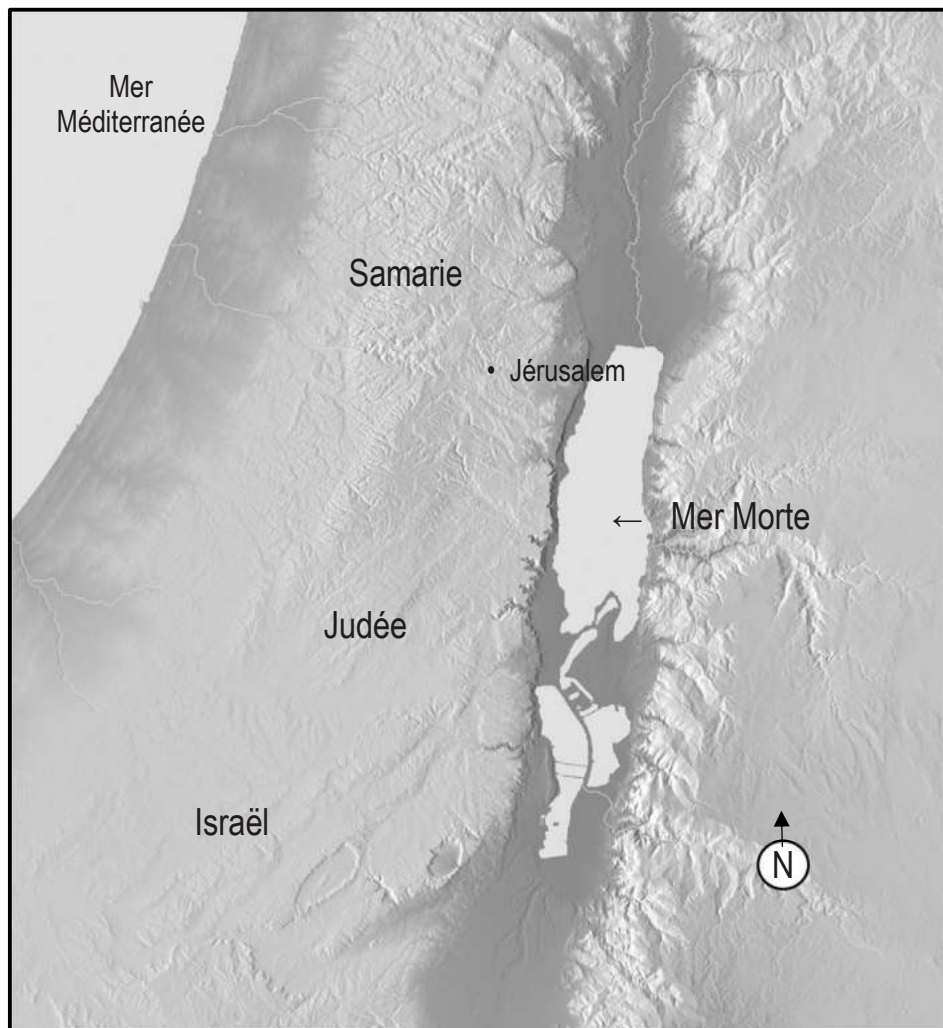 Mer
Méditerranée
Samarie
• Jérusalem
← Mer Morte
Judée
Israël
N